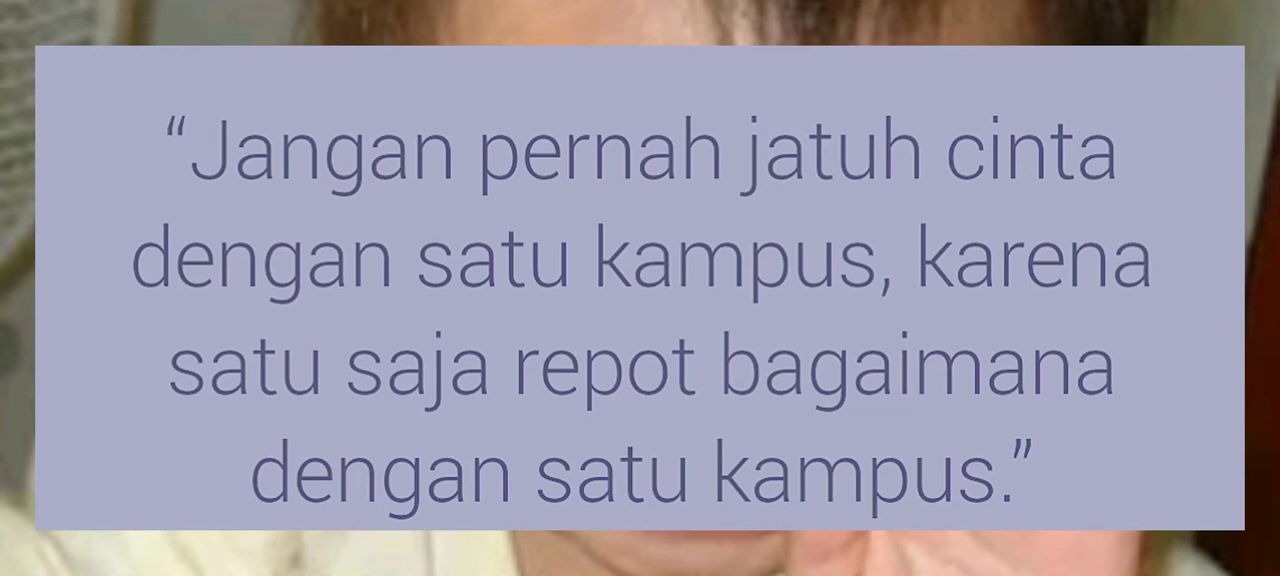 “Jangan pernah jatuh cinta
dengan satu kampus, karena
satu saja repot bagaimana
dengan satu kampus.”